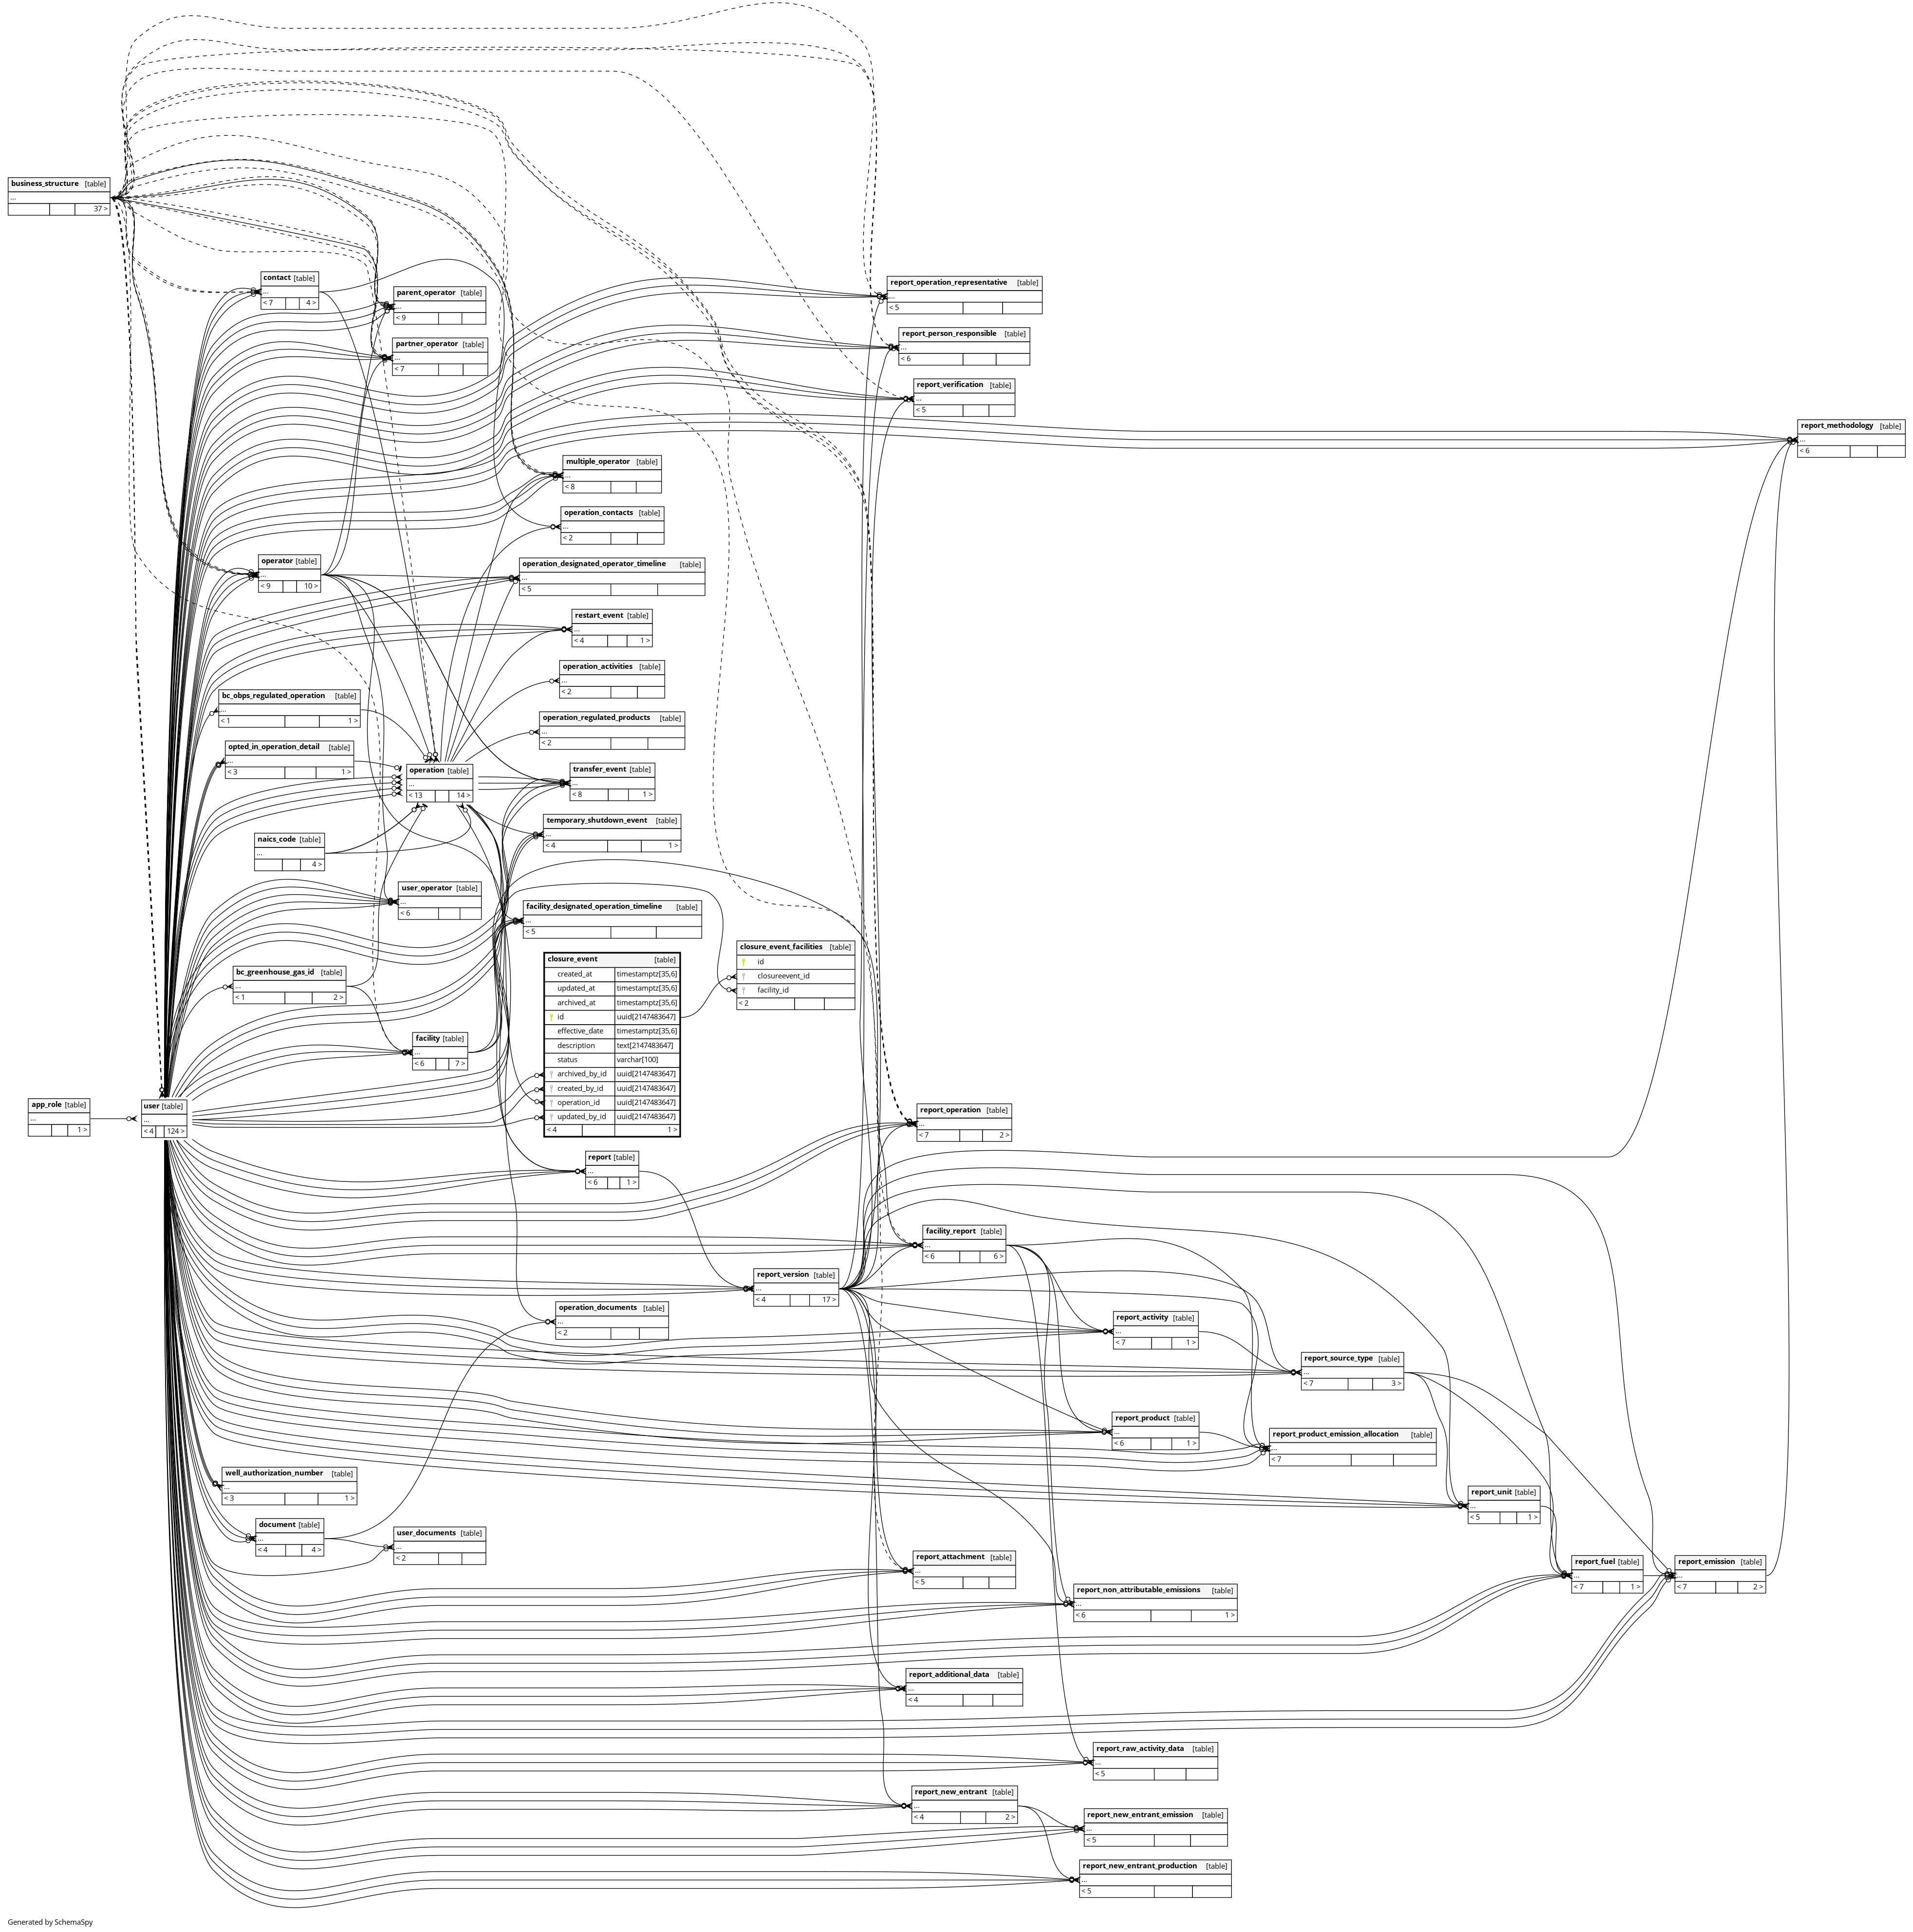 business_structure [table]
...
37 >
contact [table]
...
< 7 4 >
parent_operator [table]
...
< 9
partner_operator [table]
...
< 7
report_operation_representative [table]
...
< 5
report_person_responsible [table]
...
< 6
report_verification [table]
...
< 5
report_methodology [table]
...
< 6
multiple_operator [table]
...
< 8
operation_contacts [table]
...
< 2
operator [table]
...
< 9 10 >
operation_designated_operator_timeline [table]
...
< 5
restart_event [table]
...
< 4 1 >
operation_activities [table]
...
< 2
bc_obps_regulated_operation [table]
...
< 1 1 >
operation_regulated_products [table]
...
< 2
opted_in_operation_detail [table]
...
< 3 1 >
operation [table]
...
< 13 14 >
transfer_event [table]
...
< 8 1 >
temporary_shutdown_event [table]
...
< 4 1 >
naics_code [table]
...
4 >
user_operator [table]
...
< 6
facility_designated_operation_timeline [table]
...
< 5
closure_event [table]
created_at timestamptz[35,6]
updated_at timestamptz[35,6]
archived_at timestamptz[35,6]
id uuid[2147483647]
effective_date timestamptz[35,6]
description text[2147483647]
status varchar[100]
archived_by_id uuid[2147483647]
created_by_id uuid[2147483647]
operation_id uuid[2147483647]
updated_by_id uuid[2147483647]
< 4 1 >
closure_event_facilities [table]
id
closureevent_id
facility_id
< 2
bc_greenhouse_gas_id [table]
...
< 1 2 >
facility [table]
...
< 6 7 >
app_role [table]
...
1 >
user [table]
...
< 4 124 >
report_operation [table]
...
< 7 2 >
report [table]
...
< 6 1 >
facility_report [table]
...
< 6 6 >
report_version [table]
...
< 4 17 >
operation_documents [table]
...
< 2
report_activity [table]
...
< 7 1 >
report_source_type [table]
...
< 7 3 >
report_product [table]
...
< 6 1 >
report_product_emission_allocation [table]
...
< 7
well_authorization_number [table]
...
< 3 1 >
report_unit [table]
...
< 5 1 >
document [table]
...
< 4 4 >
user_documents [table]
...
< 2
report_attachment [table]
...
< 5
report_fuel [table]
...
< 7 1 >
report_emission [table]
...
< 7 2 >
report_non_attributable_emissions [table]
...
< 6 1 >
report_additional_data [table]
...
< 4
report_raw_activity_data [table]
...
< 5
report_new_entrant [table]
...
< 4 2 >
report_new_entrant_emission [table]
...
< 5
report_new_entrant_production [table]
...
< 5
Generated by SchemaSpy